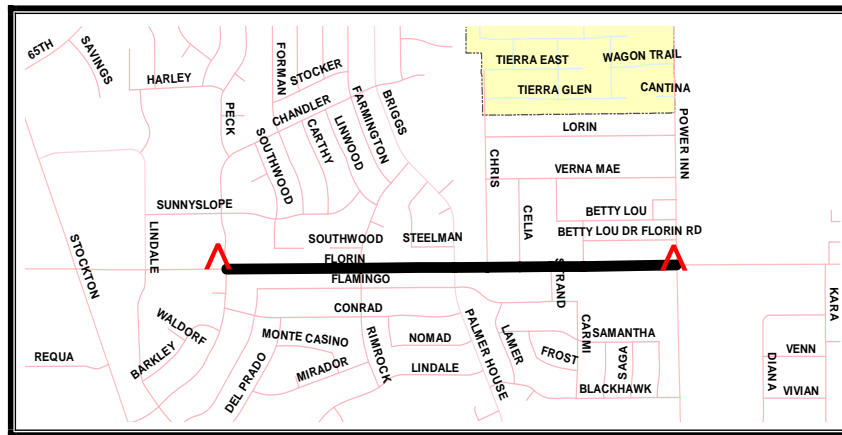 65TH
SAVINGS
HARLEY
PECK
FORMAN
STOCKER
CHANDLER
SOUTHWOOD
CARTHY
LINWOOD
FARMINGTON
BRIGGS
TIERRA EAST
WAGON TRAIL
TIERRA GLEN
CANTINA
POWER INN
LORIN
CHRIS
VERNA MAE
CELIA
BETTY LOU
BETTY LOU DR FLORIN RD
SUNNYSLOPE
LINDALE
STOCKTON
SOUTHWOOD
STEELMAN
FLORIN
FLAMINGO
STRAND
CONRAD
KARA
WALDORF
BARKLEY
REQUA
DEL PRADO
MONTE CASINO
MIRADOR
RIMROCK
NOMAD
LINDALE
PALMER HOUSE
LAMER
FROST
CARMI
SAMANTHA
SAGA
BLACKHAWK
DIANA
VENN
VIVIAN